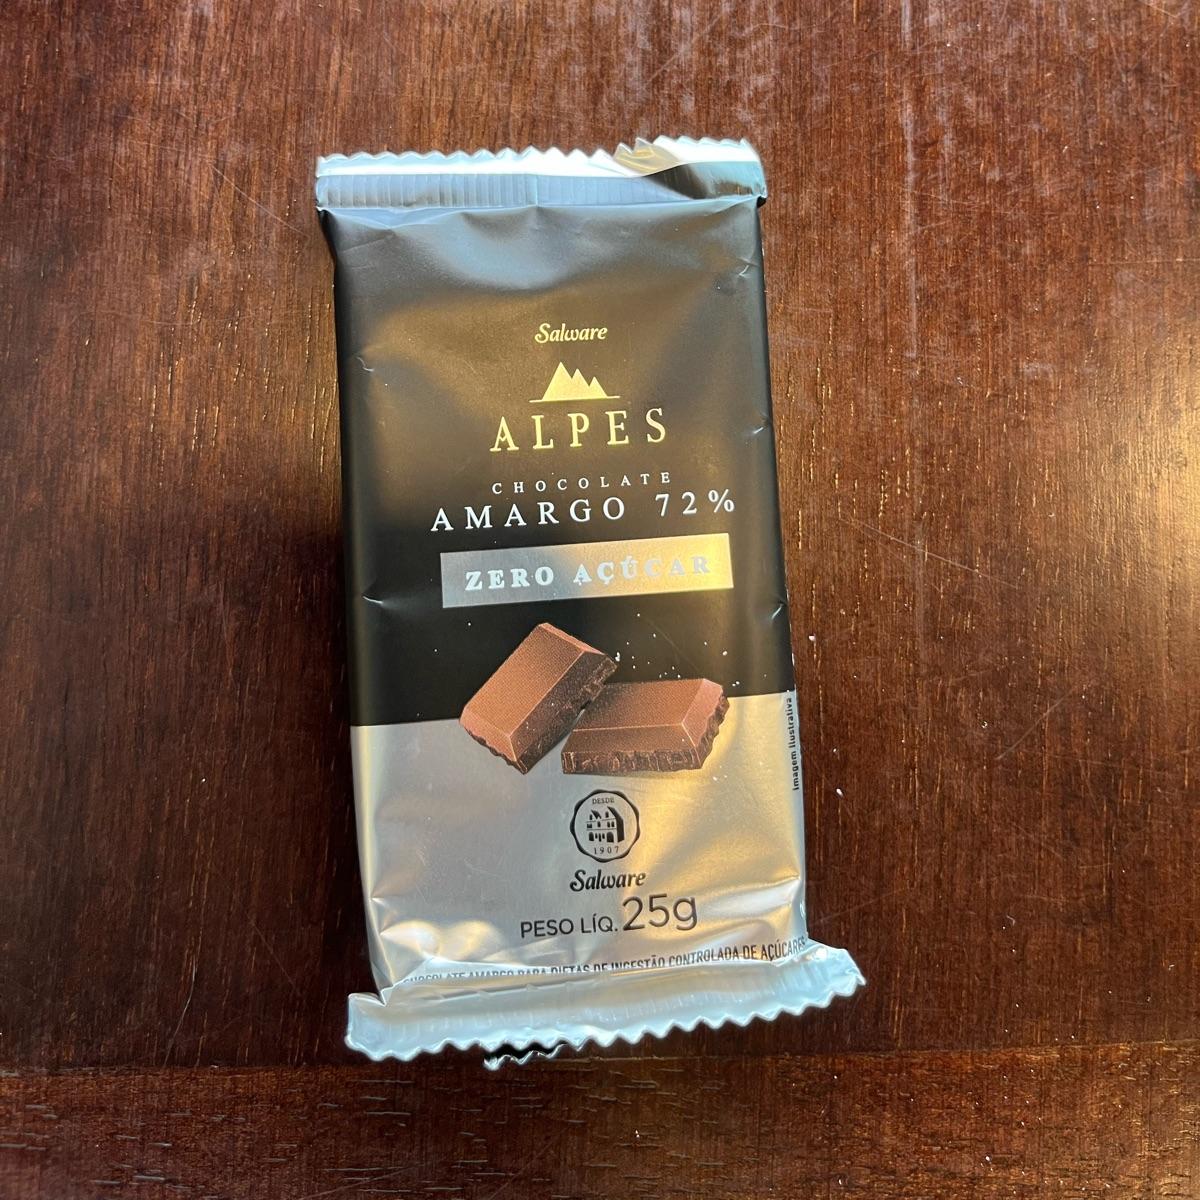 Salware
ALPES
CHOCOLATE
AMARGO 72%
ZERO AÇÚCAR
Imagem ilustrativa
DESDE
1907
Salware
PESO LÍQ. 25g
CHOCOLATE AMARGO PARA DIETAS DE INGESTÃO CONTROLADA DE AÇÚCARES